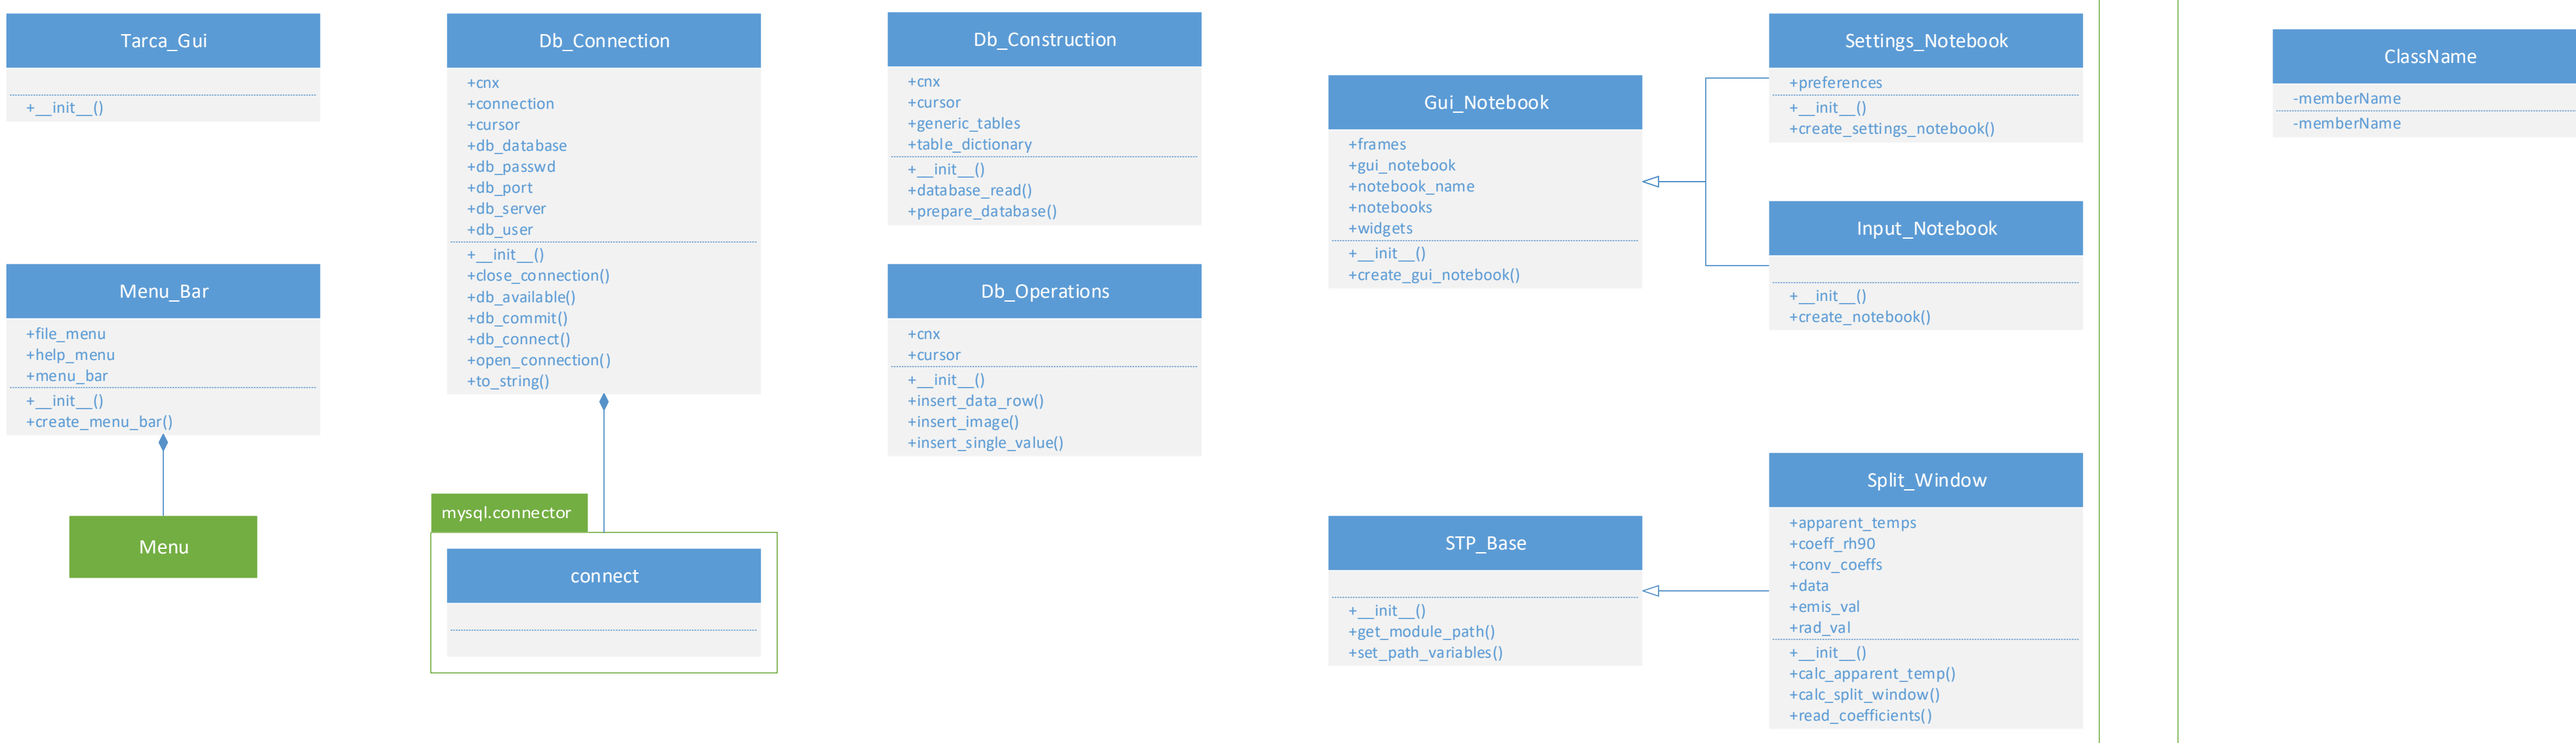 Tarca_Gui
+__init__()
Menu_Bar
+file_menu
+help_menu
+menu_bar
+__init__()
+create_menu_bar()
Menu
Db_Connection
+cnx
+connection
+cursor
+db_database
+db_passwd
+db_port
+db_server
+db_user
+__init__()
+close_connection()
+db_available()
+db_commit()
+db_connect()
+open_connection()
+to_string()
mysql.connector
connect
Db_Construction
+cnx
+cursor
+generic_tables
+table_dictionary
+__init__()
+database_read()
+prepare_database()
Db_Operations
+cnx
+cursor
+__init__()
+insert_data_row()
+insert_image()
+insert_single_value()
Gui_Notebook
+frames
+gui_notebook
+notebook_name
+notebooks
+widgets
+__init__()
+create_gui_notebook()
STP_Base
+__init__()
+get_module_path()
+set_path_variables()
Settings_Notebook
+preferences
+__init__()
+create_settings_notebook()
Input_Notebook
+__init__()
+create_notebook()
Split_Window
+apparent_temps
+coeff_rh90
+conv_coeffs
+data
+emis_val
+rad_val
+__init__()
+calc_apparent_temp()
+calc_split_window()
+read_coefficients()
ClassName
-memberName
-memberName